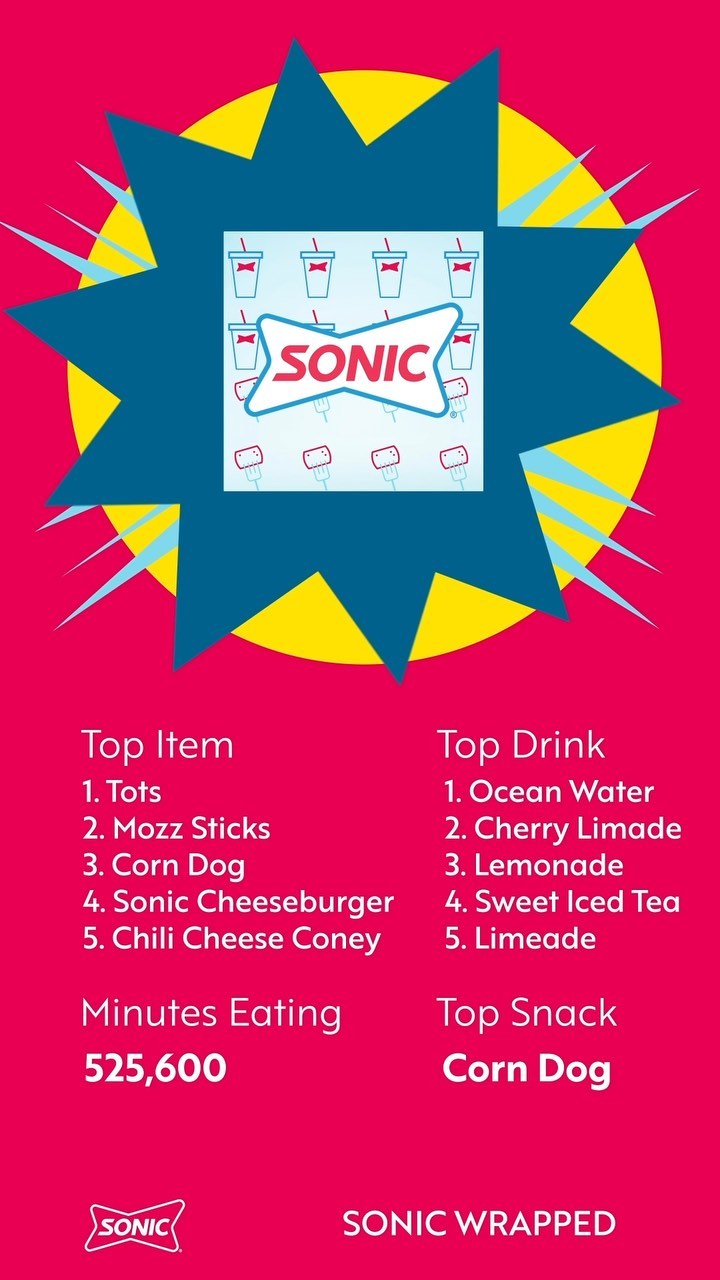 SONIC
Top Item
1. Tots
2. Mozz Sticks
3. Corn Dog
4. Sonic Cheeseburger
5. Chili Cheese Coney
Top Drink
1. Ocean Water
2. Cherry Limade
3. Lemonade
4. Sweet Iced Tea
5. Limeade
Minutes Eating
525,600
Top Snack
Corn Dog
SONIC
SONIC WRAPPED